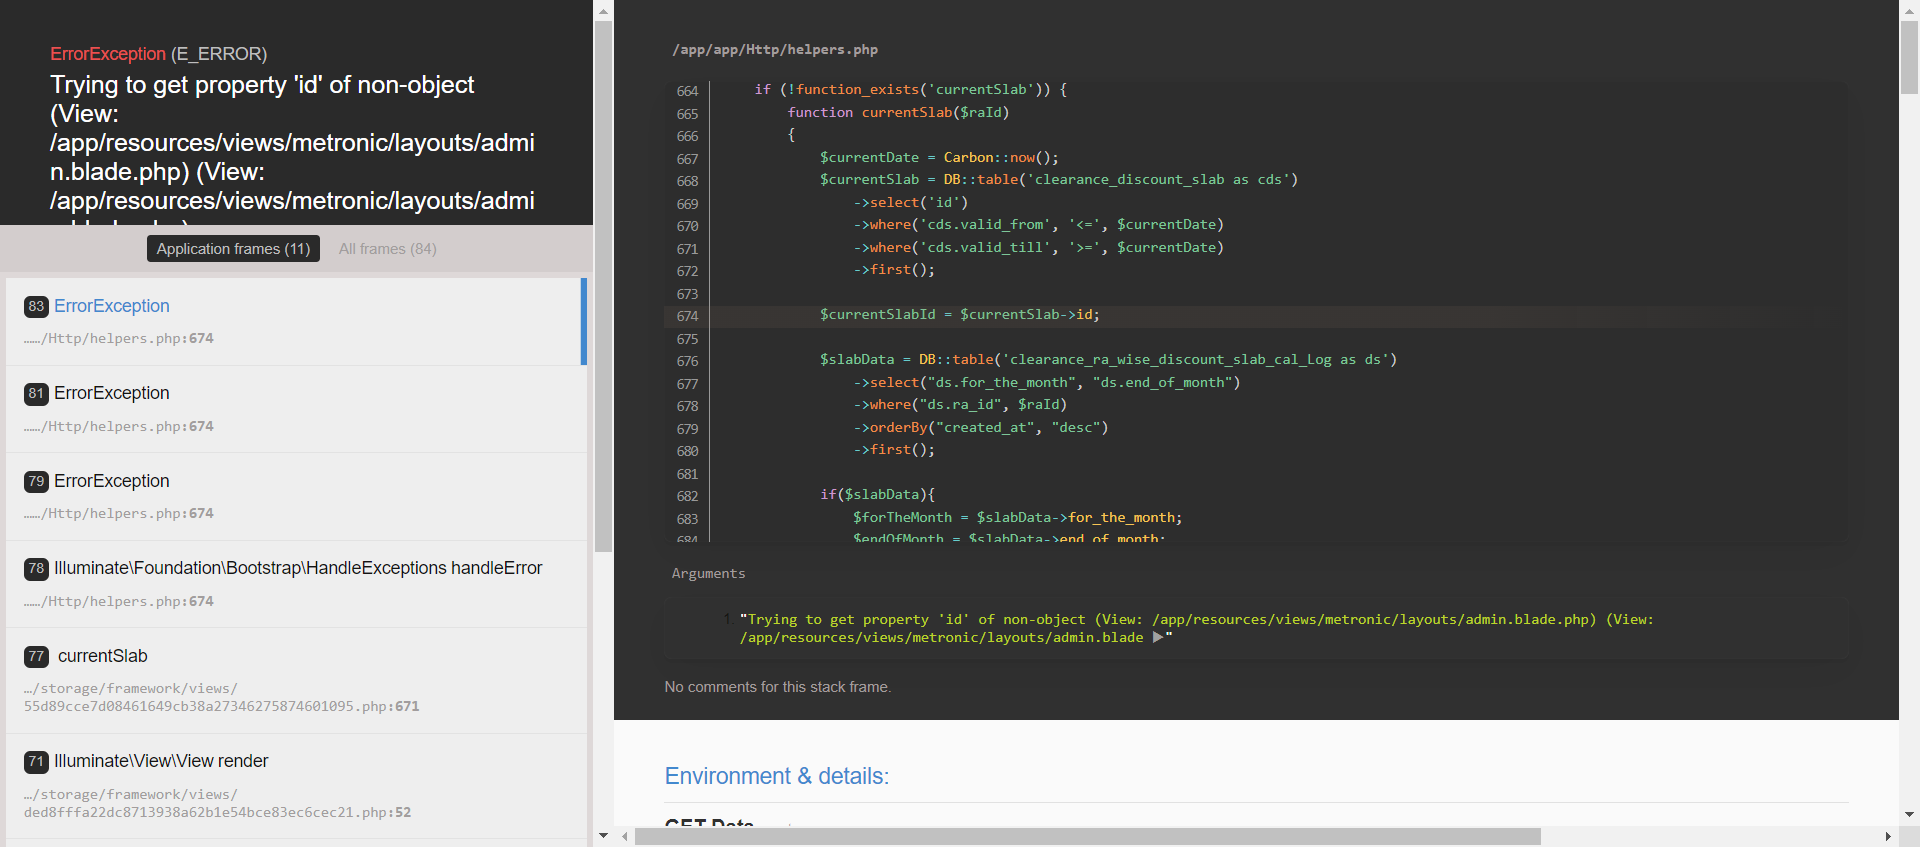 ErrorException (E_ERROR)
Trying to get property 'id' of non-object
(View:
/app/resources/views/metronic/layouts/admi
n.blade.php) (View:
/app/resources/views/metronic/layouts/admi
Application frames (11) All frames (84)
83 ErrorException
……/Http/helpers.php:674
81 ErrorException
……/Http/helpers.php:674
79 ErrorException
……/Http/helpers.php:674
78 Illuminate\Foundation\Bootstrap\HandleExceptions handleError
……/Http/helpers.php:674
77 currentSlab
…/storage/framework/views/
55d89cce7d08461649cb38a27346275874601095.php:671
71 Illuminate\View\View render
…/storage/framework/views/
ded8fffa22dc8713938a62b1e54bce83ec6cec21.php:52
/app/app/Http/helpers.php
664 if (!function_exists('currentSlab')) {
665 function currentSlab($raId)
666 {
667 $currentDate = Carbon::now();
668 $currentSlab = DB::table('clearance_discount_slab as cds')
669 ->select('id')
670 ->where('cds.valid_from', '<=', $currentDate)
671 ->where('cds.valid_till', '>=', $currentDate)
672 ->first();
673
674 $currentSlabId = $currentSlab->id;
675
676 $slabData = DB::table('clearance_ra_wise_discount_slab_cal_Log as ds')
677 ->select("ds.for_the_month", "ds.end_of_month")
678 ->where("ds.ra_id", $raId)
679 ->orderBy("created_at", "desc")
680 ->first();
681
682 if($slabData){
683 $forTheMonth = $slabData->for_the_month;
684 $endOfMonth = $slabData->end_of_month;
Arguments
1. "Trying to get property 'id' of non-object (View: /app/resources/views/metronic/layouts/admin.blade.php) (View:
/app/resources/views/metronic/layouts/admin.blade ▶"
No comments for this stack frame.
Environment & details:
GET Data